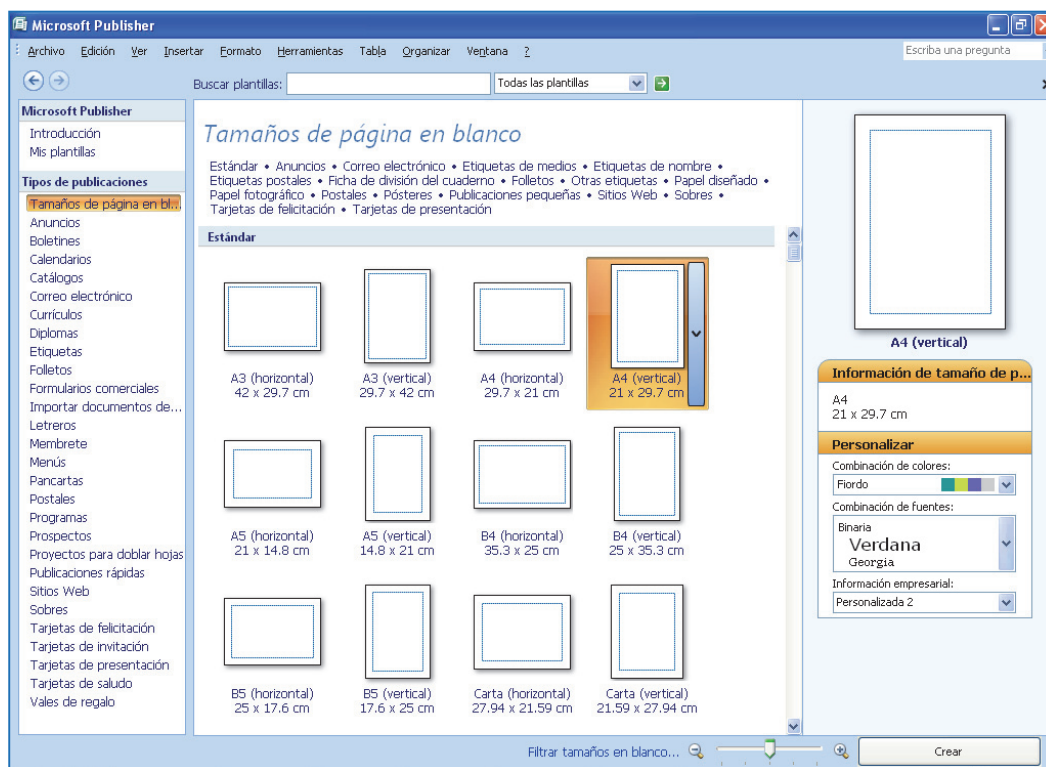 Microsoft Publisher
Archivo Edición Ver Insertar Formato Herramientas Tabla Organizar Ventana ?
Escriba una pregunta
Buscar plantillas:
Todas las plantillas
Microsoft Publisher
Introducción
Mis plantillas
Tipos de publicaciones
Tamaños de página en bl...
Anuncios
Boletines
Calendarios
Catálogos
Correo electrónico
Currículos
Diplomas
Etiquetas
Folletos
Formularios comerciales
Importar documentos de...
Letreros
Membrete
Menús
Pancartas
Postales
Programas
Prospectos
Proyectos para doblar hojas
Publicaciones rápidas
Sitios Web
Sobres
Tarjetas de felicitación
Tarjetas de invitación
Tarjetas de presentación
Tarjetas de saludo
Vales de regalo
Tamaños de página en blanco
Estándar • Anuncios • Correo electrónico • Etiquetas de medios • Etiquetas de nombre •
Etiquetas postales • Ficha de división del cuaderno • Folletos • Otras etiquetas • Papel diseñado •
Papel fotográfico • Postales • Pósteres • Publicaciones pequeñas • Sitios Web • Sobres •
Tarjetas de felicitación • Tarjetas de presentación
Estándar
A3 (horizontal)
42 x 29.7 cm
A3 (vertical)
29.7 x 42 cm
A4 (horizontal)
29.7 x 21 cm
A4 (vertical)
21 x 29.7 cm
A5 (horizontal)
21 x 14.8 cm
A5 (vertical)
14.8 x 21 cm
B4 (horizontal)
35.3 x 25 cm
B4 (vertical)
25 x 35.3 cm
B5 (horizontal)
25 x 17.6 cm
B5 (vertical)
17.6 x 25 cm
Carta (horizontal)
27.94 x 21.59 cm
Carta (vertical)
21.59 x 27.94 cm
A4 (vertical)
Información de tamaño de p...
A4
21 x 29.7 cm
Personalizar
Combinación de colores:
Fiordo
Combinación de fuentes:
Binaria
Verdana
Georgia
Información empresarial:
Personalizada 2
Filtrar tamaños en blanco...
Crear